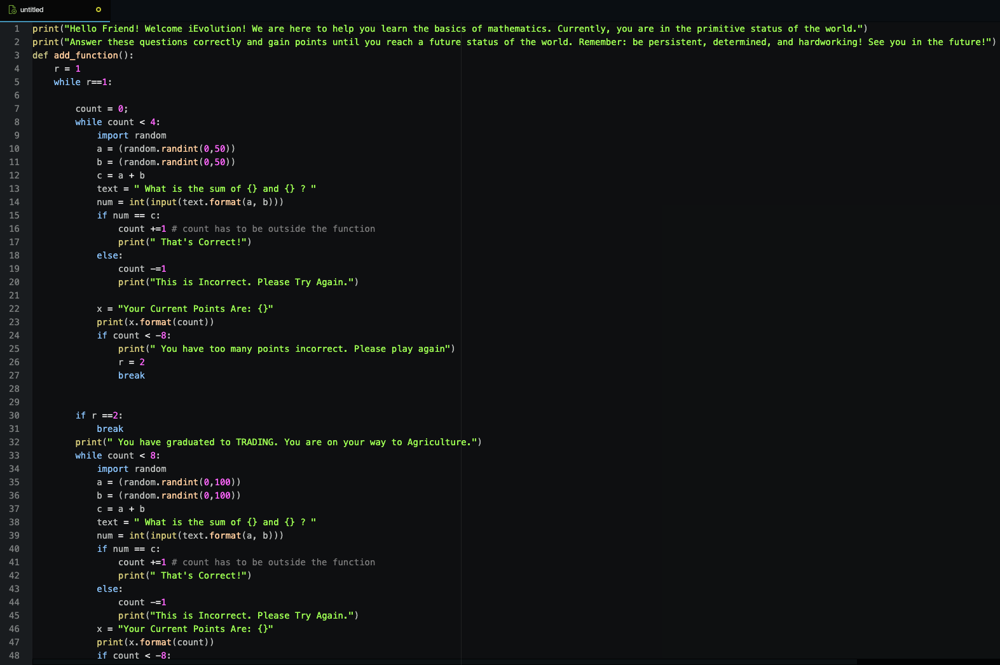 untitled
1 print("Hello Friend! Welcome iEvolution! We are here to help you learn the basics of mathematics. Currently, you are in the primitive status of the world.")
2 print("Answer these questions correctly and gain points until you reach a future status of the world. Remember: be persistent, determined, and hardworking! See you in the future!")
3 def add_function():
4     r = 1
5     while r==1:
6
7         count = 0;
8         while count < 4:
9             import random
10             a = (random.randint(0,50))
11             b = (random.randint(0,50))
12             c = a + b
13             text = " What is the sum of {} and {} ? "
14             num = int(input(text.format(a, b)))
15             if num == c:
16                 count +=1 # count has to be outside the function
17                 print(" That's Correct!")
18             else:
19                 count -=1
20                 print("This is Incorrect. Please Try Again.")
21
22             x = "Your Current Points Are: {}"
23             print(x.format(count))
24             if count < -8:
25                 print(" You have too many points incorrect. Please play again")
26                 r = 2
27                 break
28
29
30         if r ==2:
31             break
32         print(" You have graduated to TRADING. You are on your way to Agriculture.")
33         while count < 8:
34             import random
35             a = (random.randint(0,100))
36             b = (random.randint(0,100))
37             c = a + b
38             text = " What is the sum of {} and {} ? "
39             num = int(input(text.format(a, b)))
40             if num == c:
41                 count +=1 # count has to be outside the function
42                 print(" That's Correct!")
43             else:
44                 count -=1
45                 print("This is Incorrect. Please Try Again.")
46             x = "Your Current Points Are: {}"
47             print(x.format(count))
48             if count < -8: